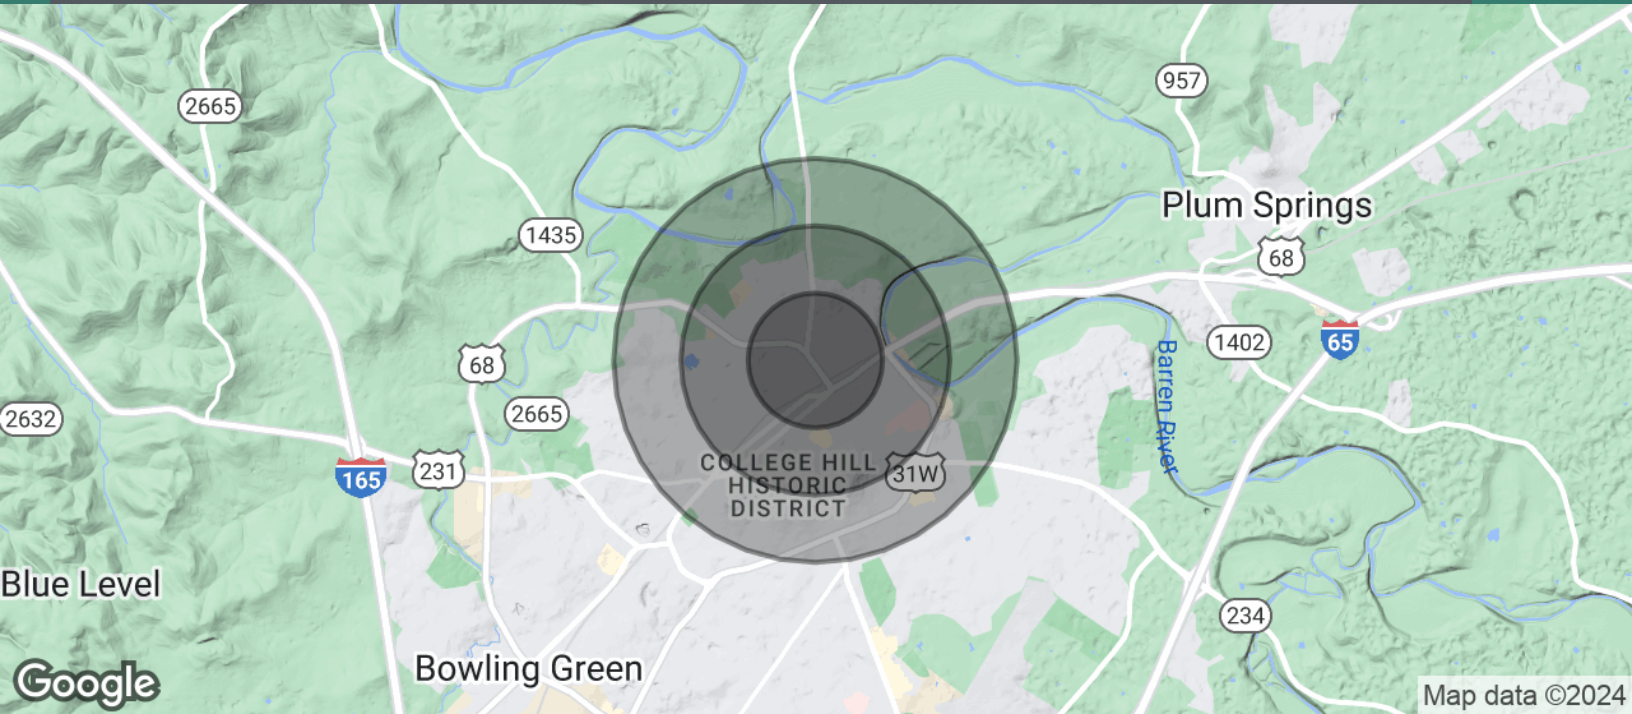 957
2665
Plum Springs
1435
68
65
1402
68
2665
2632
Barren River
COLLEGE HILL
HISTORIC
DISTRICT
31W
231
165
Blue Level
234
Bowling Green
Google
Map data ©2024